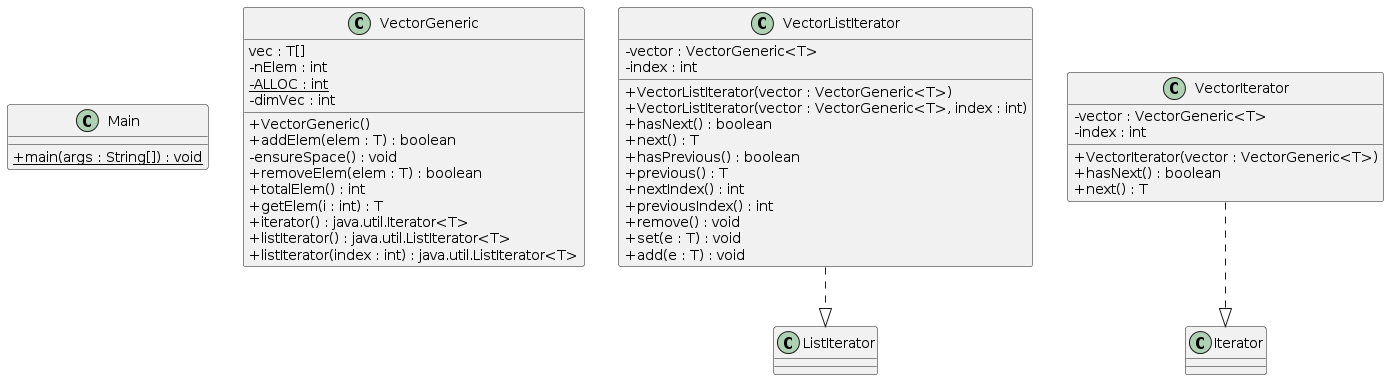 C Main
+main(args : String[]) : void
C VectorGeneric
vec : T[]
-nElem : int
-ALLOC : int
-dimVec : int
+VectorGeneric()
+addElem(elem : T) : boolean
-ensureSpace() : void
+removeElem(elem : T) : boolean
+totalElem() : int
+getElem(i : int) : T
+iterator() : java.util.Iterator<T>
+listIterator() : java.util.ListIterator<T>
+listIterator(index : int) : java.util.ListIterator<T>
C VectorListIterator
-vector : VectorGeneric<T>
-index : int
+VectorListIterator(vector : VectorGeneric<T>)
+VectorListIterator(vector : VectorGeneric<T>, index : int)
+hasNext() : boolean
+next() : T
+hasPrevious() : boolean
+previous() : T
+nextIndex() : int
+previousIndex() : int
+remove() : void
+set(e : T) : void
+add(e : T) : void
C VectorIterator
-vector : VectorGeneric<T>
-index : int
+VectorIterator(vector : VectorGeneric<T>)
+hasNext() : boolean
+next() : T
C ListIterator
C Iterator